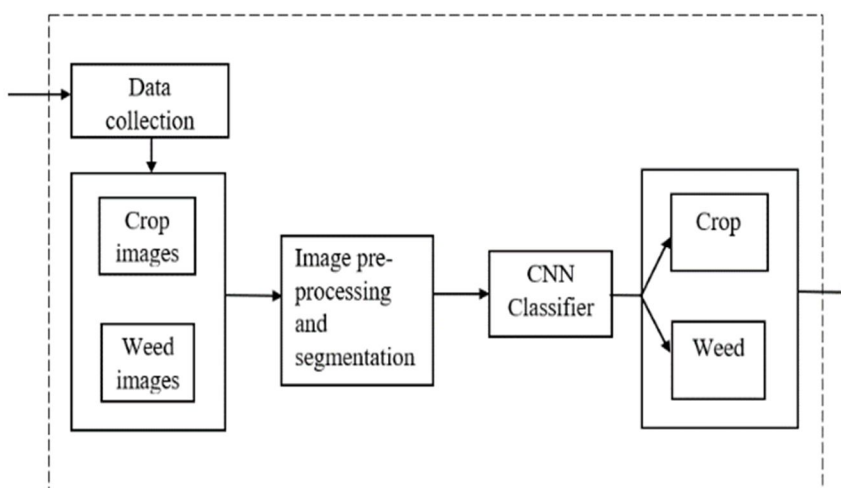 Data
collection
Crop
images
Weed
images
Image pre-
processing
and
segmentation
CNN
Classifier
Crop
Weed